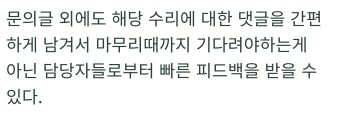 문의글 외에도 해당 수리에 대한 댓글을 간편
하게 남겨서 마무리때까지 기다려야하는게
아닌 담당자들로부터 빠른 피드백을 받을 수
있다.